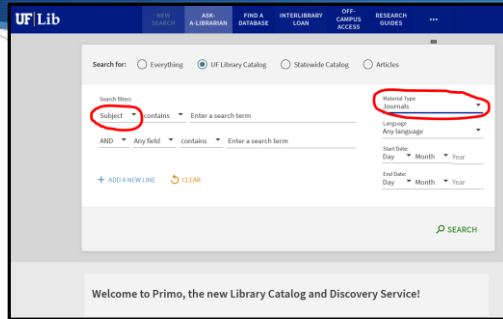 UF Lib
NEW SEARCH
ASK-A-LIBRARIAN
FIND A DATABASE
INTERLIBRARY LOAN
OFF-CAMPUS ACCESS
RESEARCH GUIDES
...
Search for: Everything UF Library Catalog Statewide Catalog Articles
Search filters
Subject contains Enter a search term
AND Any field contains Enter a search term
+ ADD A NEW LINE CLEAR
Material Type
Journals
Language
Any language
Start Date:
Day Month Year
End Date:
Day Month Year
SEARCH
Welcome to Primo, the new Library Catalog and Discovery Service!